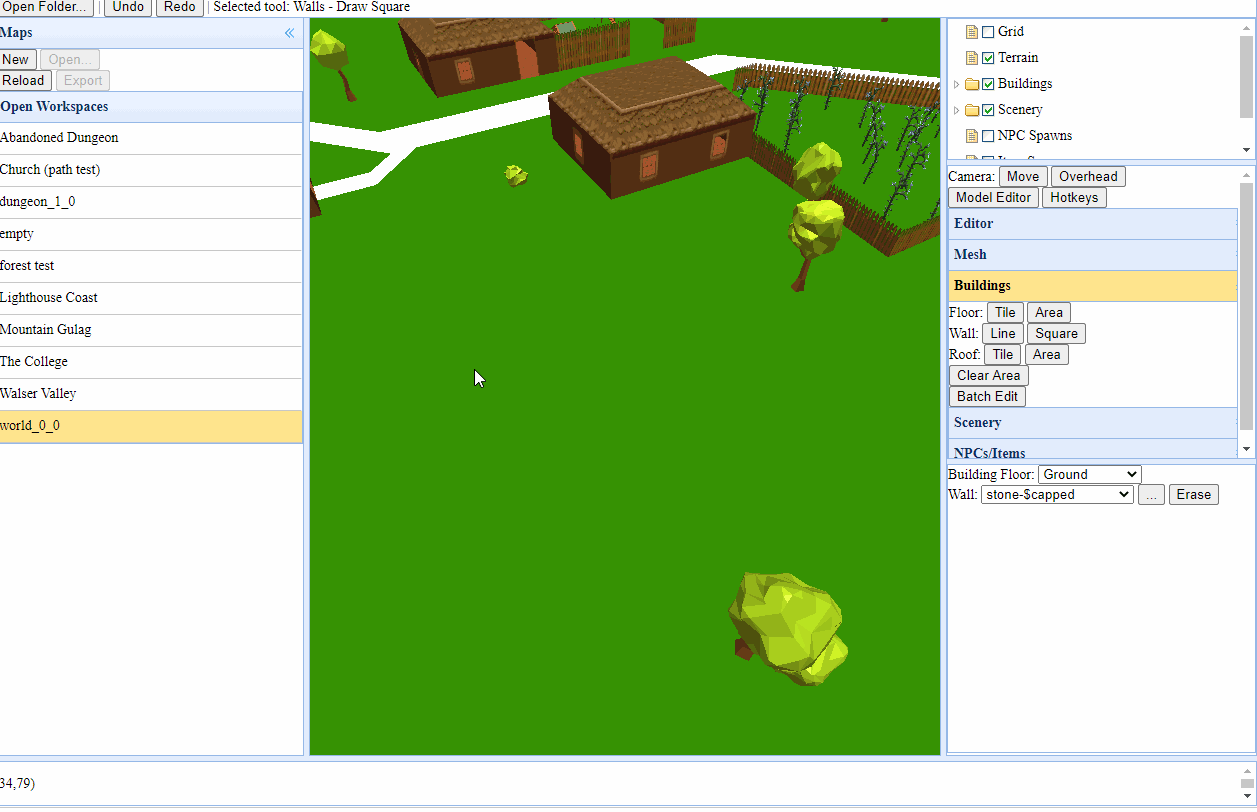 Open Folder... | Undo Redo | Selected tool: Walls - Draw Square
Maps
New Open...
Reload Export
Open Workspaces
Abandoned Dungeon
Church (path test)
dungeon_1_0
empty
forest test
Lighthouse Coast
Mountain Gulag
The College
Walser Valley
world_0_0
Grid
Terrain
Buildings
Scenery
NPC Spawns
Camera: Move Overhead
Model Editor Hotkeys
Editor
Mesh
Buildings
Floor: Tile Area
Wall: Line Square
Roof: Tile Area
Clear Area
Batch Edit
Scenery
NPCs/Items
Building Floor: Ground
Wall: stone-$capped ... Erase
34,79)